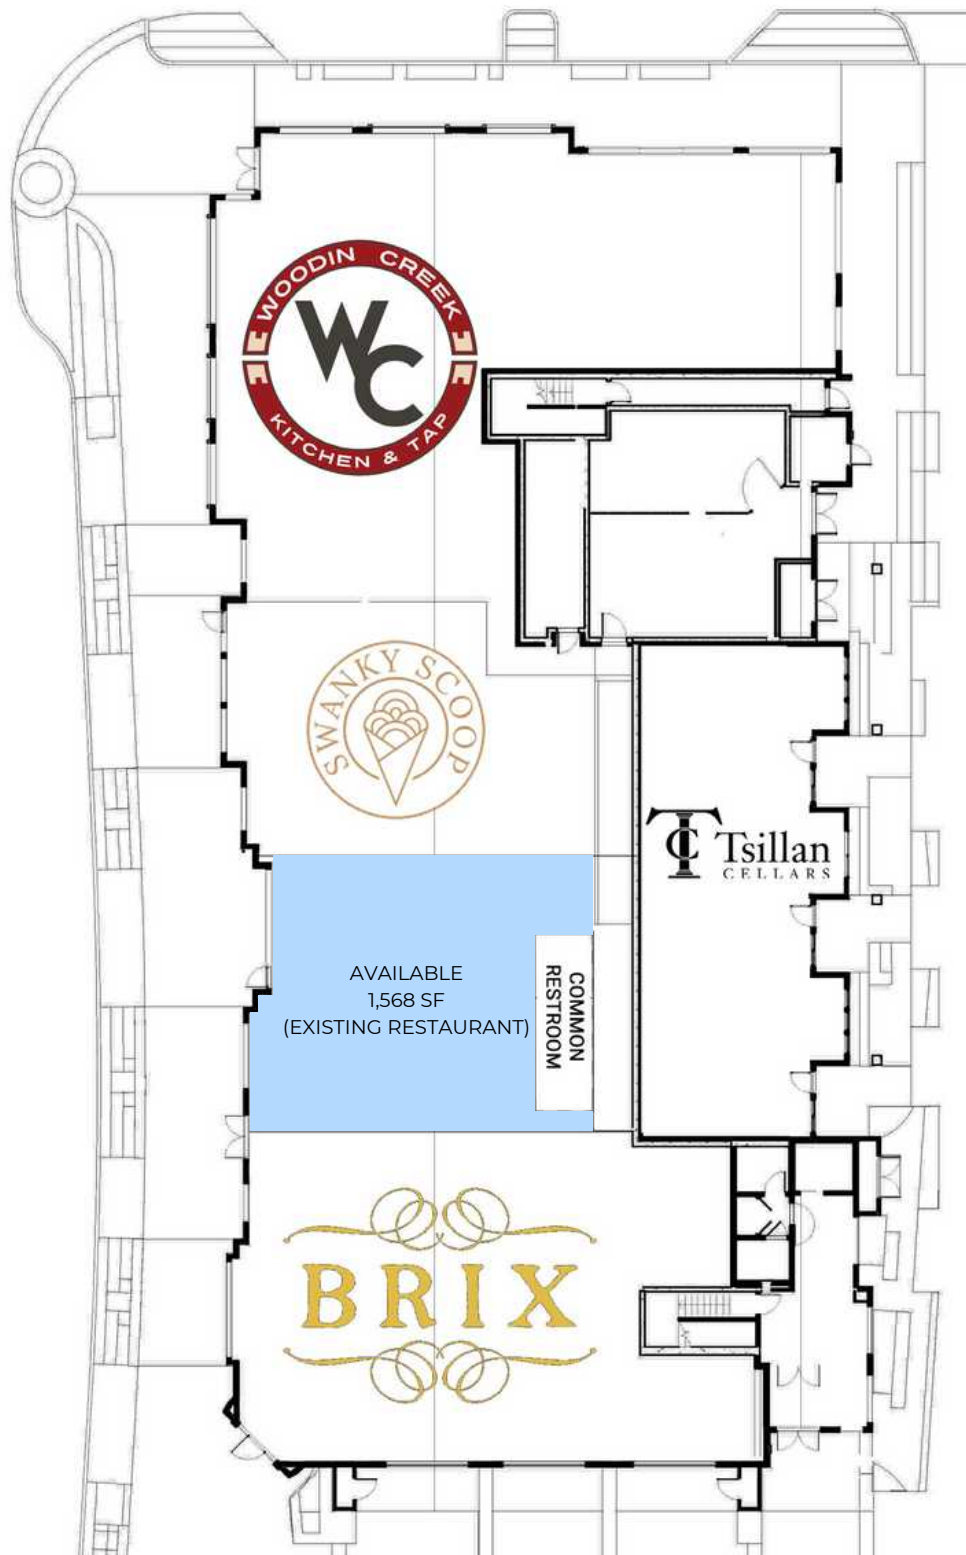 WOODIN CREEK
WC
KITCHEN & TAP
SWANKY SCOOP
TC
Tsillan
CELLARS
AVAILABLE
1,568 SF
(EXISTING RESTAURANT)
COMMON
RESTROOM
BRIX